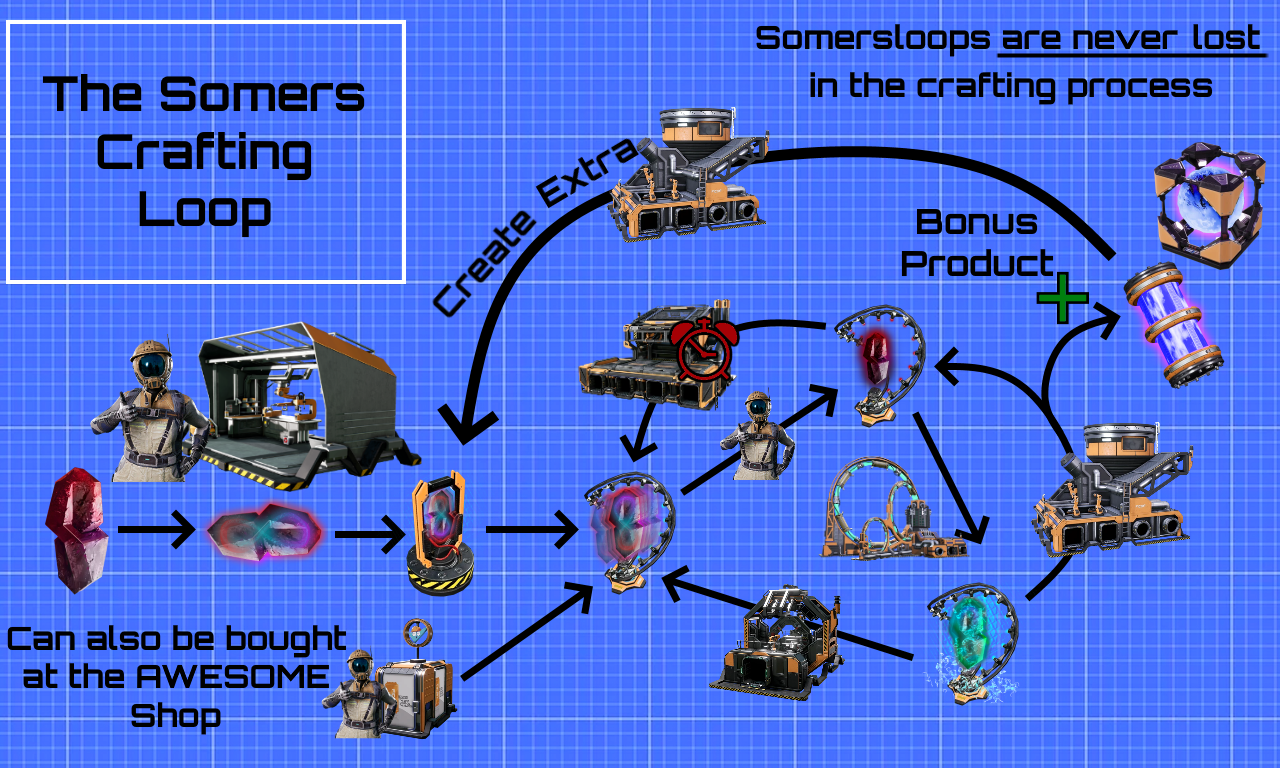 The Somers
Crafting
Loop
Somersloops are never lost
in the crafting process
Create Extra
Bonus
Product
Can also be bought
at the AWESOME
Shop